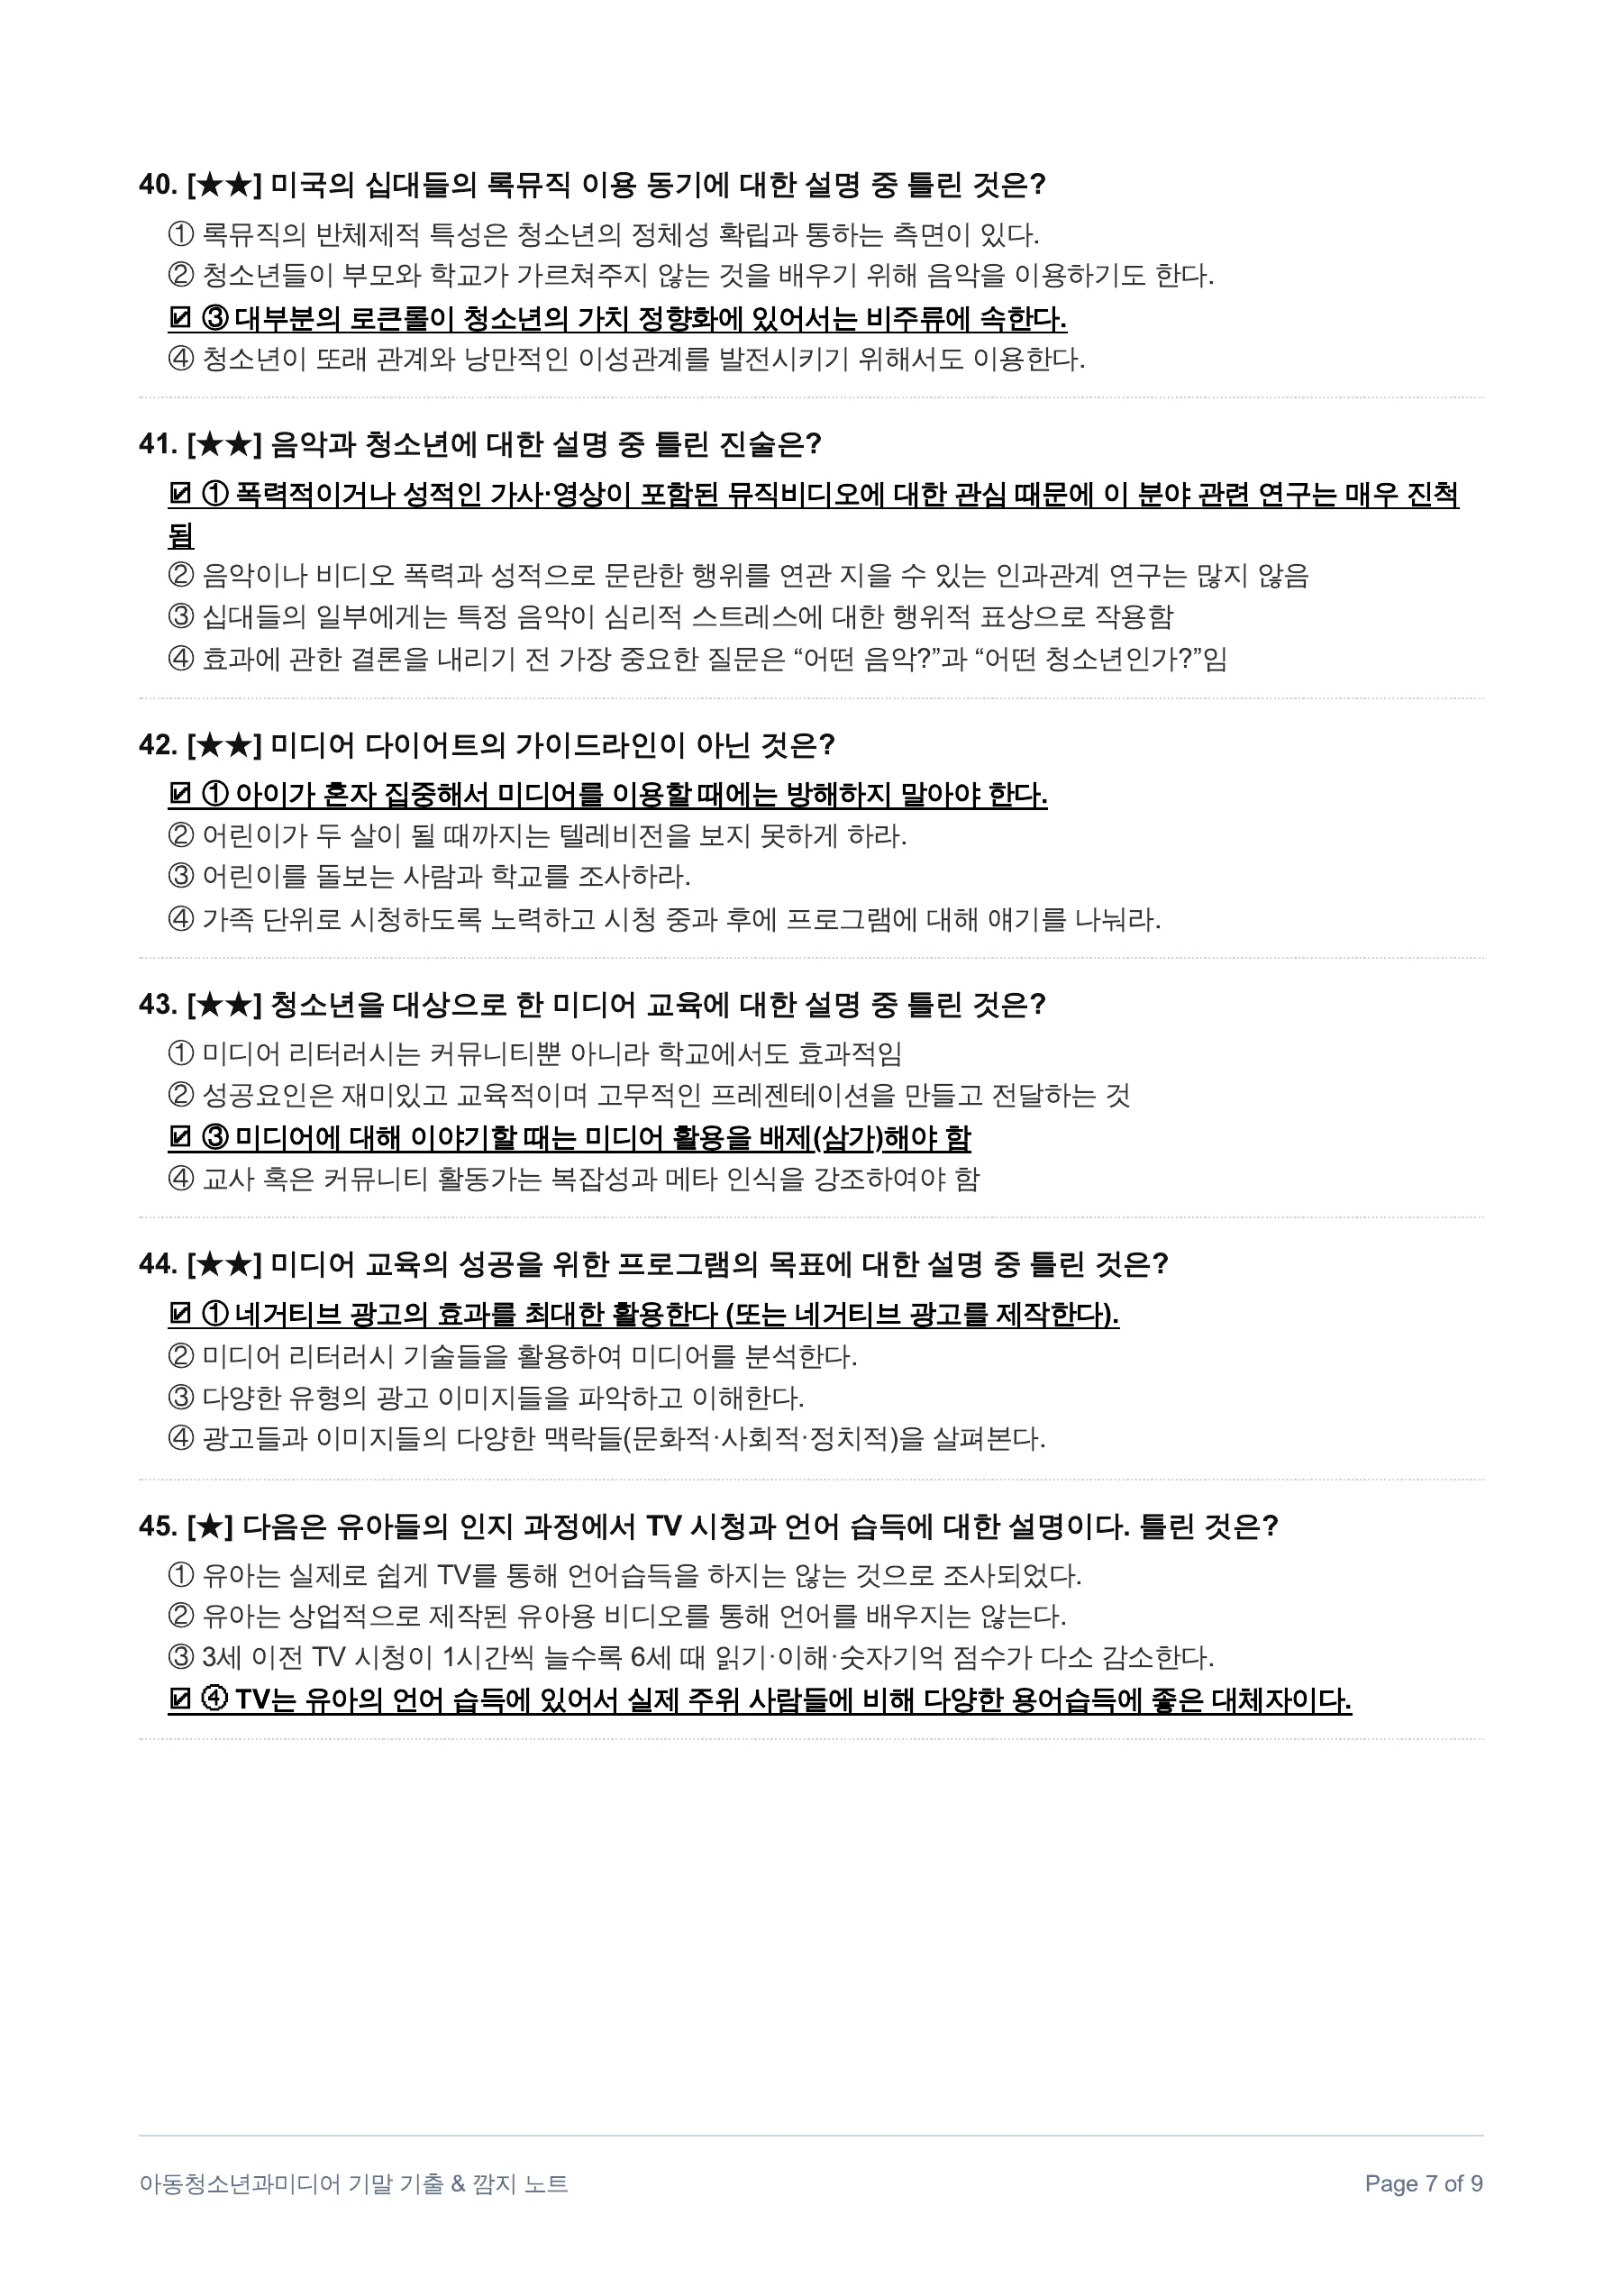 40. [★★] 미국의 십대들의 록뮤직 이용 동기에 대한 설명 중 틀린 것은?
① 록뮤직의 반체제적 특성은 청소년의 정체성 확립과 통하는 측면이 있다.
② 청소년들이 부모와 학교가 가르쳐주지 않는 것을 배우기 위해 음악을 이용하기도 한다.
☑ ③ 대부분의 로큰롤이 청소년의 가치 정향화에 있어서는 비주류에 속한다.
④ 청소년이 또래 관계와 낭만적인 이성관계를 발전시키기 위해서도 이용한다.
41. [★★] 음악과 청소년에 대한 설명 중 틀린 진술은?
☑ ① 폭력적이거나 성적인 가사·영상이 포함된 뮤직비디오에 대한 관심 때문에 이 분야 관련 연구는 매우 진척
됨
② 음악이나 비디오 폭력과 성적으로 문란한 행위를 연관 지을 수 있는 인과관계 연구는 많지 않음
③ 십대들의 일부에게는 특정 음악이 심리적 스트레스에 대한 행위적 표상으로 작용함
④ 효과에 관한 결론을 내리기 전 가장 중요한 질문은 “어떤 음악?”과 “어떤 청소년인가?”임
42. [★★] 미디어 다이어트의 가이드라인이 아닌 것은?
☑ ① 아이가 혼자 집중해서 미디어를 이용할 때에는 방해하지 말아야 한다.
② 어린이가 두 살이 될 때까지는 텔레비전을 보지 못하게 하라.
③ 어린이를 돌보는 사람과 학교를 조사하라.
④ 가족 단위로 시청하도록 노력하고 시청 중과 후에 프로그램에 대해 얘기를 나눠라.
43. [★★] 청소년을 대상으로 한 미디어 교육에 대한 설명 중 틀린 것은?
① 미디어 리터러시는 커뮤니티뿐 아니라 학교에서도 효과적임
② 성공요인은 재미있고 교육적이며 고무적인 프레젠테이션을 만들고 전달하는 것
☑ ③ 미디어에 대해 이야기할 때는 미디어 활용을 배제(삼가)해야 함
④ 교사 혹은 커뮤니티 활동가는 복잡성과 메타 인식을 강조하여야 함
44. [★★] 미디어 교육의 성공을 위한 프로그램의 목표에 대한 설명 중 틀린 것은?
☑ ① 네거티브 광고의 효과를 최대한 활용한다 (또는 네거티브 광고를 제작한다).
② 미디어 리터러시 기술들을 활용하여 미디어를 분석한다.
③ 다양한 유형의 광고 이미지들을 파악하고 이해한다.
④ 광고들과 이미지들의 다양한 맥락들(문화적·사회적·정치적)을 살펴본다.
45. [★] 다음은 유아들의 인지 과정에서 TV 시청과 언어 습득에 대한 설명이다. 틀린 것은?
① 유아는 실제로 쉽게 TV를 통해 언어습득을 하지는 않는 것으로 조사되었다.
② 유아는 상업적으로 제작된 유아용 비디오를 통해 언어를 배우지는 않는다.
③ 3세 이전 TV 시청이 1시간씩 늘수록 6세 때 읽기·이해·숫자기억 점수가 다소 감소한다.
☑ ④ TV는 유아의 언어 습득에 있어서 실제 주위 사람들에 비해 다양한 용어습득에 좋은 대체자이다.
아동청소년과미디어 기말 기출 & 깜지 노트
Page 7 of 9